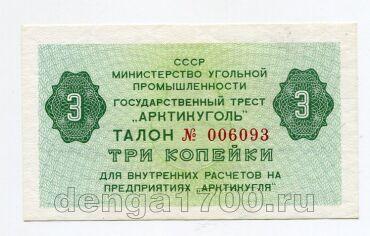 СССР
МИНИСТЕРСТВО УГОЛЬНОЙ
ПРОМЫШЛЕННОСТИ
ГОСУДАРСТВЕННЫЙ ТРЕСТ
„АРКТИКУГОЛЬ"
3 ТАЛОН № 006093 3
ТРИ КОПЕЙКИ
ДЛЯ ВНУТРЕННИХ РАСЧЕТОВ НА
ПРЕДПРИЯТИЯХ „АРКТИКУГЛЯ"
denga1700.ru